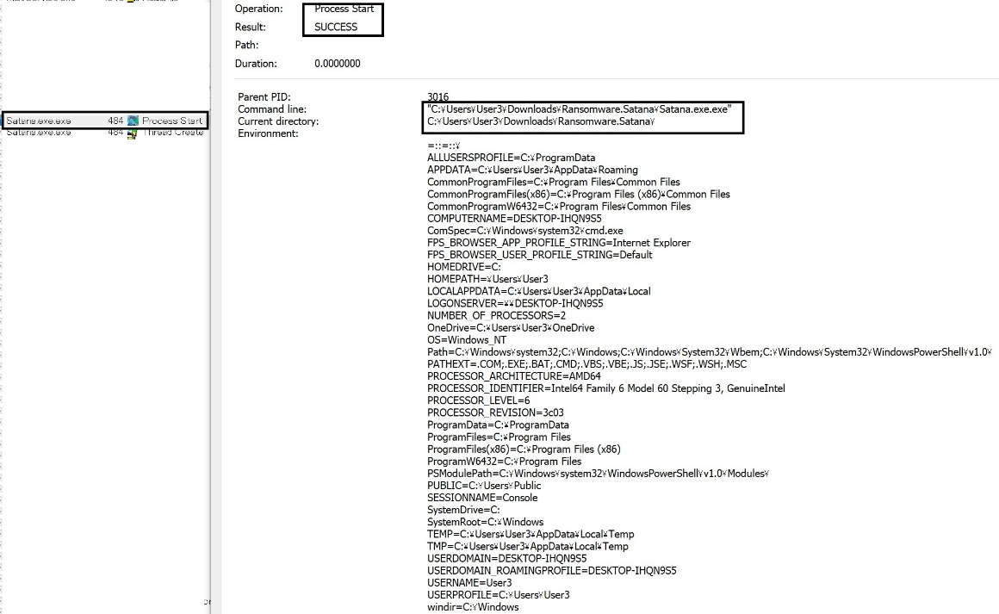 Operation: Process Start
Result: SUCCESS
Path:
Duration: 0.0000000
Satana.exe.exe 484 Process Start
Satana.exe.exe 484 Thread Create
Parent PID: 3016
Command line: "C:¥Users¥User3¥Downloads¥Ransomware.Satana¥Satana.exe.exe"
Current directory: C:¥Users¥User3¥Downloads¥Ransomware.Satana¥
Environment:
=::=::¥
ALLUSERSPROFILE=C:¥ProgramData
APPDATA=C:¥Users¥User3¥AppData¥Roaming
CommonProgramFiles=C:¥Program Files¥Common Files
CommonProgramFiles(x86)=C:¥Program Files (x86)¥Common Files
CommonProgramW6432=C:¥Program Files¥Common Files
COMPUTERNAME=DESKTOP-IHQN9S5
ComSpec=C:¥Windows¥system32¥cmd.exe
FPS_BROWSER_APP_PROFILE_STRING=Internet Explorer
FPS_BROWSER_USER_PROFILE_STRING=Default
HOMEDRIVE=C:
HOMEPATH=¥Users¥User3
LOCALAPPDATA=C:¥Users¥User3¥AppData¥Local
LOGONSERVER=¥¥DESKTOP-IHQN9S5
NUMBER_OF_PROCESSORS=2
OneDrive=C:¥Users¥User3¥OneDrive
OS=Windows_NT
Path=C:¥Windows¥system32;C:¥Windows;C:¥Windows¥System32¥Wbem;C:¥Windows¥System32¥WindowsPowerShell¥v1.0¥
PATHEXT=.COM;.EXE;.BAT;.CMD;.VBS;.VBE;.JS;.JSE;.WSF;.WSH;.MSC
PROCESSOR_ARCHITECTURE=AMD64
PROCESSOR_IDENTIFIER=Intel64 Family 6 Model 60 Stepping 3, GenuineIntel
PROCESSOR_LEVEL=6
PROCESSOR_REVISION=3c03
ProgramData=C:¥ProgramData
ProgramFiles=C:¥Program Files
ProgramFiles(x86)=C:¥Program Files (x86)
ProgramW6432=C:¥Program Files
PSModulePath=C:¥Windows¥system32¥WindowsPowerShell¥v1.0¥Modules¥
PUBLIC=C:¥Users¥Public
SESSIONNAME=Console
SystemDrive=C:
SystemRoot=C:¥Windows
TEMP=C:¥Users¥User3¥AppData¥Local¥Temp
TMP=C:¥Users¥User3¥AppData¥Local¥Temp
USERDOMAIN=DESKTOP-IHQN9S5
USERDOMAIN_ROAMINGPROFILE=DESKTOP-IHQN9S5
USERNAME=User3
USERPROFILE=C:¥Users¥User3
windir=C:¥Windows